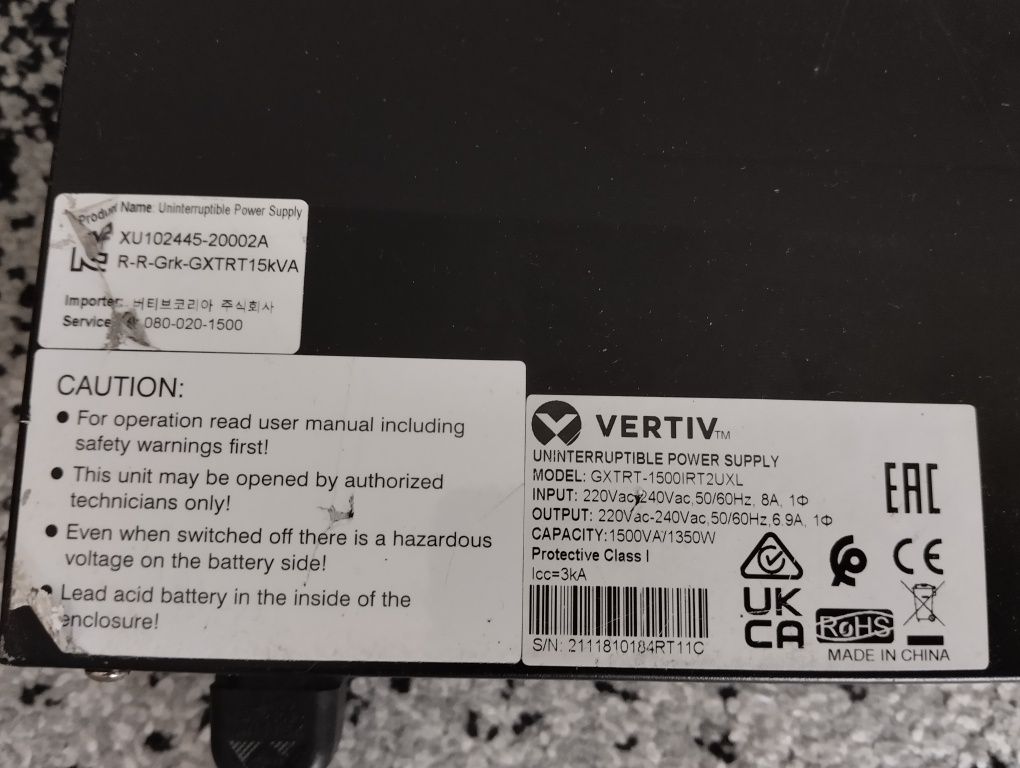 Product Name: Uninterruptible Power Supply
XU102445-20002A
R-R-Grk-GXTRT15kVA
Importer: 버티브코리아 주식회사
Service 080-020-1500
CAUTION:
● For operation read user manual including
safety warnings first!
● This unit may be opened by authorized
technicians only!
● Even when switched off there is a hazardous
voltage on the battery side!
● Lead acid battery in the inside of the
enclosure!
VERTIV™
UNINTERRUPTIBLE POWER SUPPLY
MODEL: GXTRT-1500IRT2UXL
INPUT: 220Vac-240Vac,50/60Hz, 8A, 1Φ
OUTPUT: 220Vac-240Vac,50/60Hz,6.9A, 1Φ
CAPACITY:1500VA/1350W
Protective Class I
Icc=3kA
S/N: 2111810184RT11C
EAC
CE
UK
CA
RoHS
MADE IN CHINA